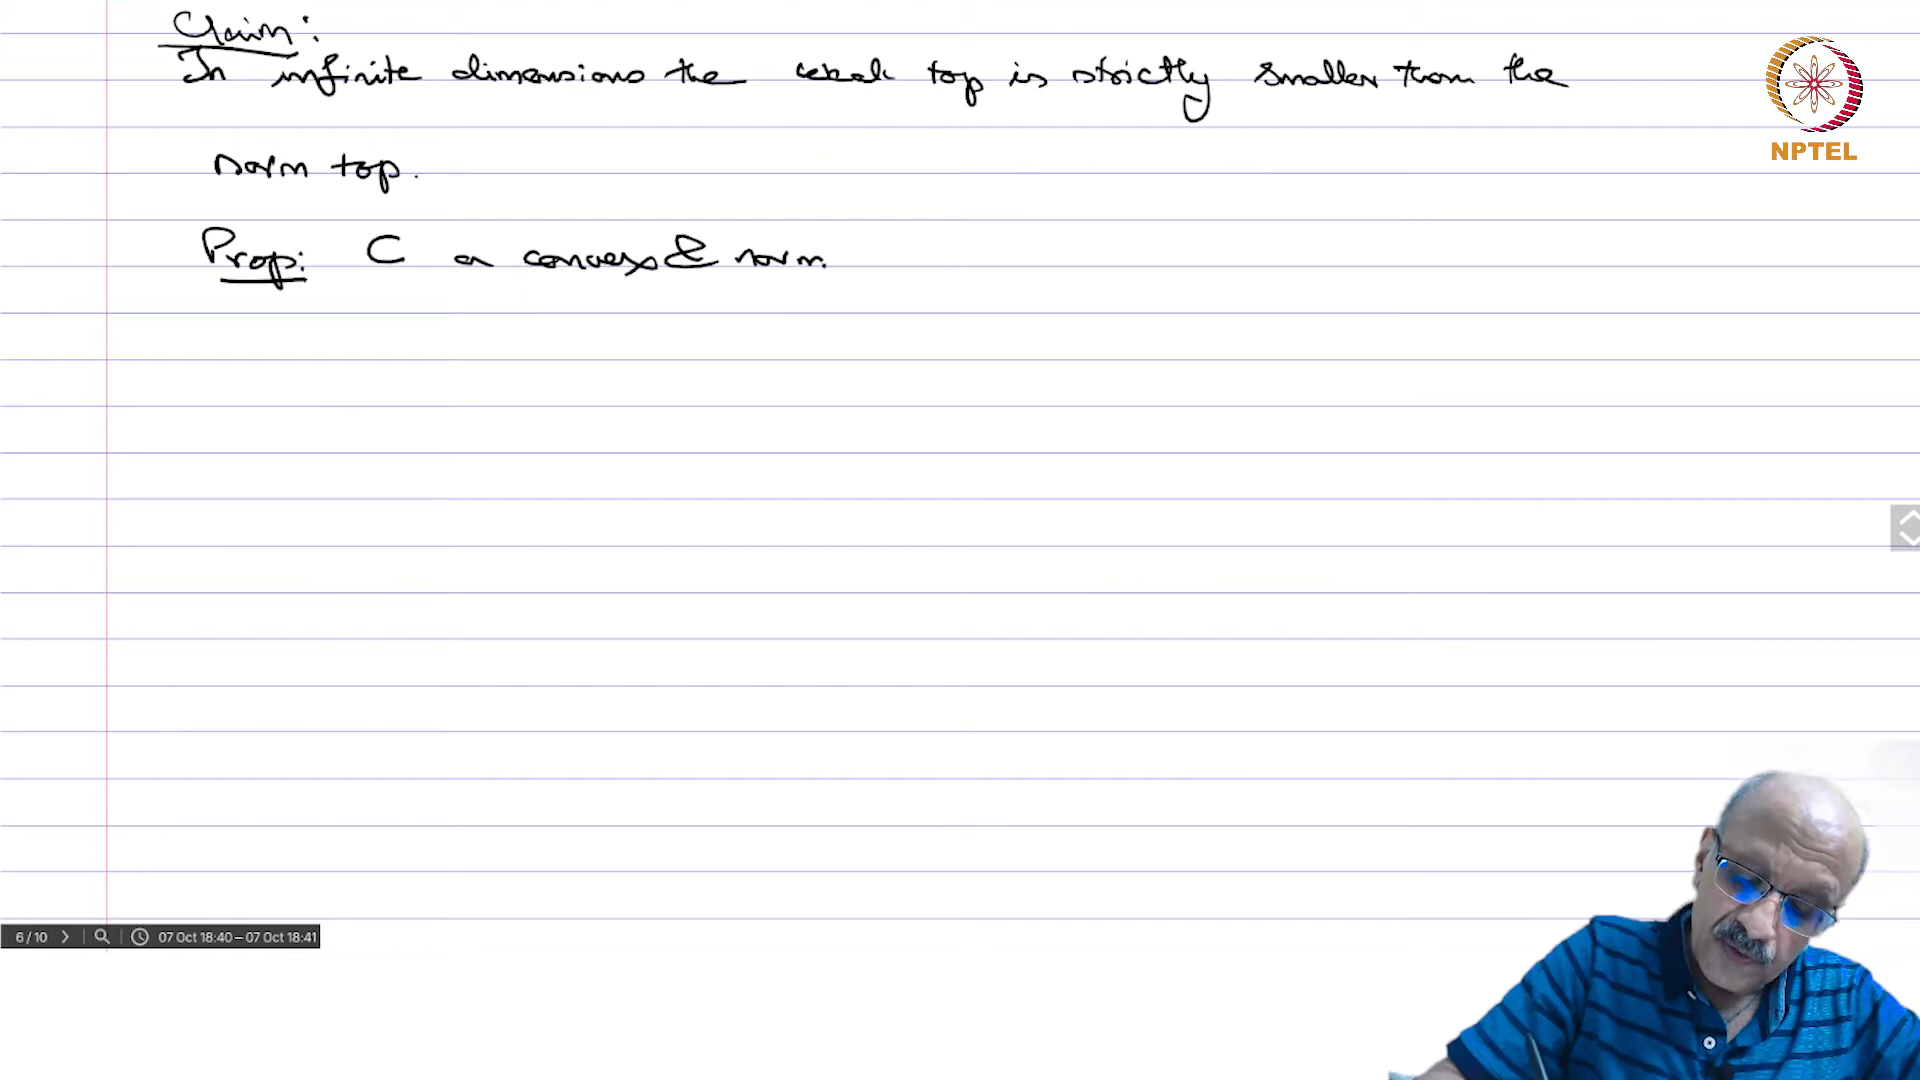 Claim:
In infinite dimensions the weak top is strictly smaller than the
norm top.
Prop: C a convex & norm
NPTEL
6 / 10 07 Oct 18:40 – 07 Oct 18:41